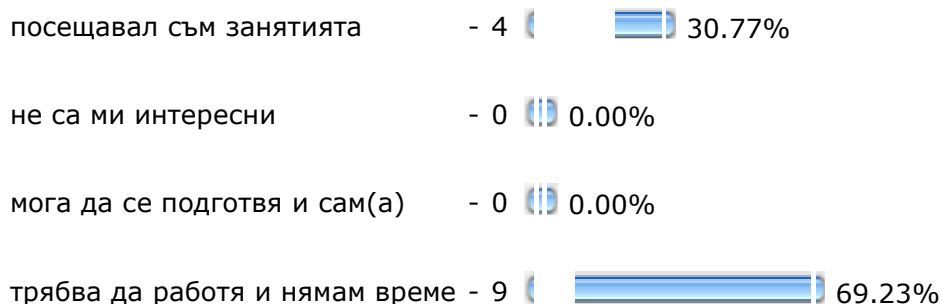 посещавал съм занятията - 4 30.77%
не са ми интересни - 0 0.00%
мога да се подготвя и сам(а) - 0 0.00%
трябва да работя и нямам време - 9 69.23%